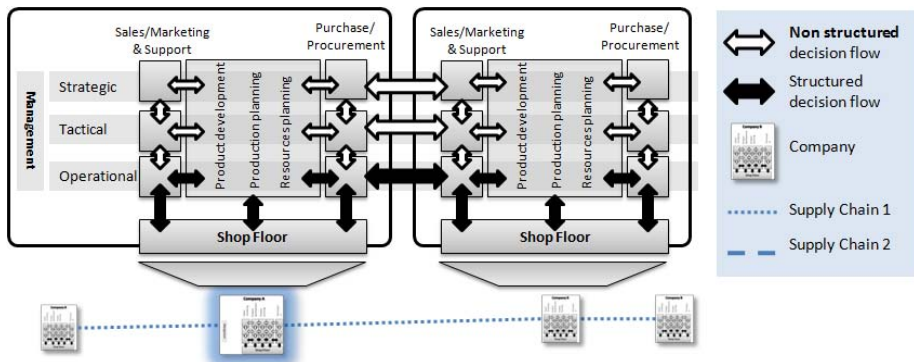 Sales/Marketing
& Support
Purchase/
Procurement
Sales/Marketing
& Support
Purchase/
Procurement
Management
Strategic
Tactical
Operational
Product development
Production planning
Resources planning
Product development
Production planning
Resources planning
Shop Floor
Shop Floor
Non structured
decision flow
Structured
decision flow
Company
Supply Chain 1
Supply Chain 2
Company A